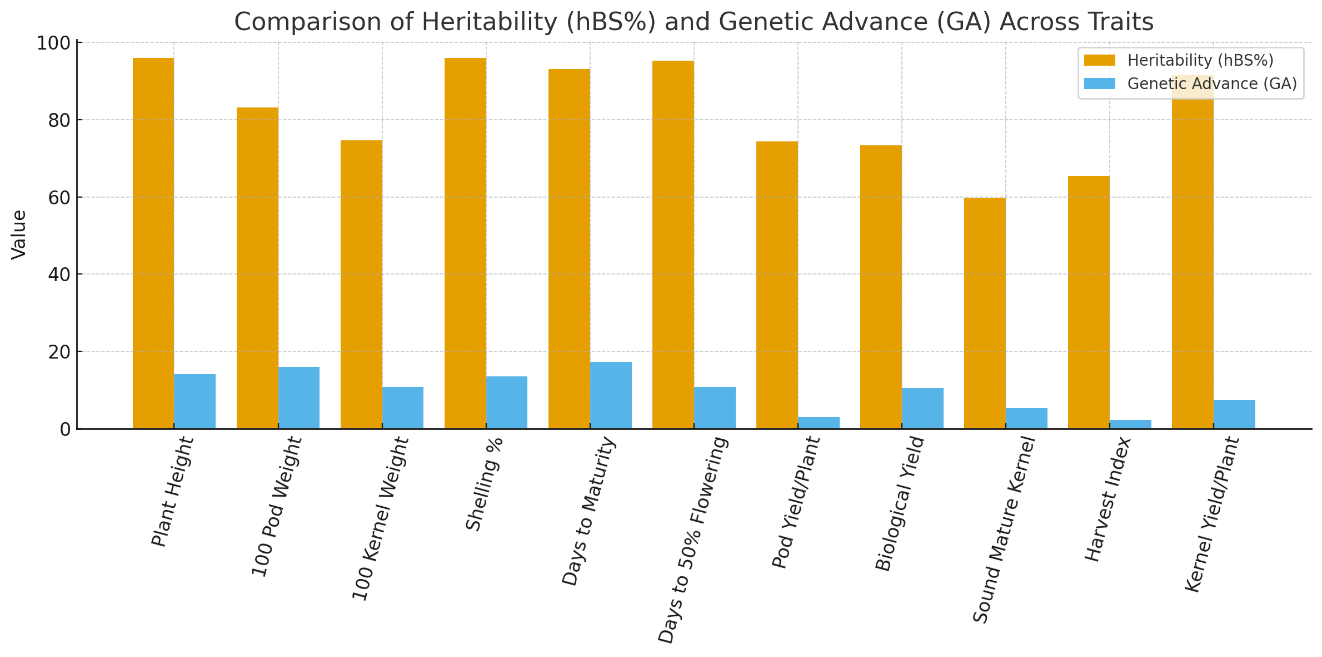 Comparison of Heritability (hBS%) and Genetic Advance (GA) Across Traits
Heritability (hBS%)
Genetic Advance (GA)
Value
100
80
60
40
20
0
Plant Height
100 Pod Weight
100 Kernel Weight
Shelling %
Days to Maturity
Days to 50% Flowering
Pod Yield/Plant
Biological Yield
Sound Mature Kernel
Harvest Index
Kernel Yield/Plant